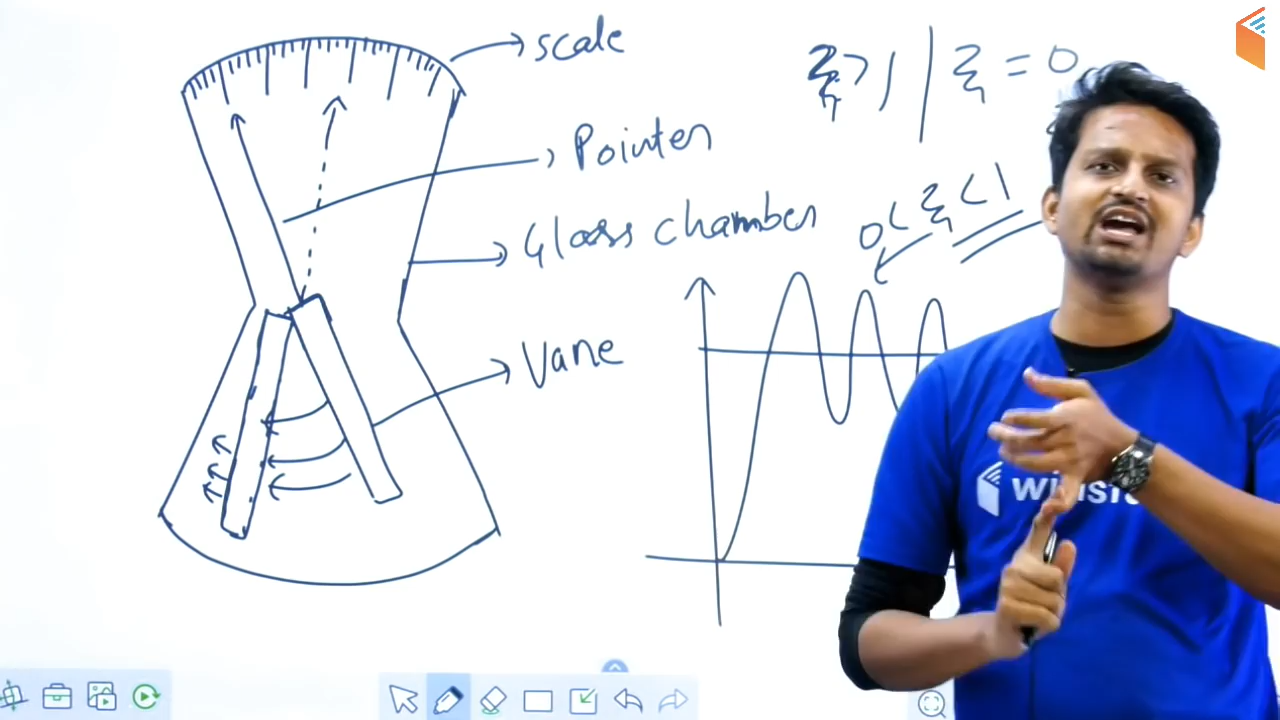 scale
ξ>1 | ξ = 0
Pointer
0<ξ<1
Glass chamber
Vane